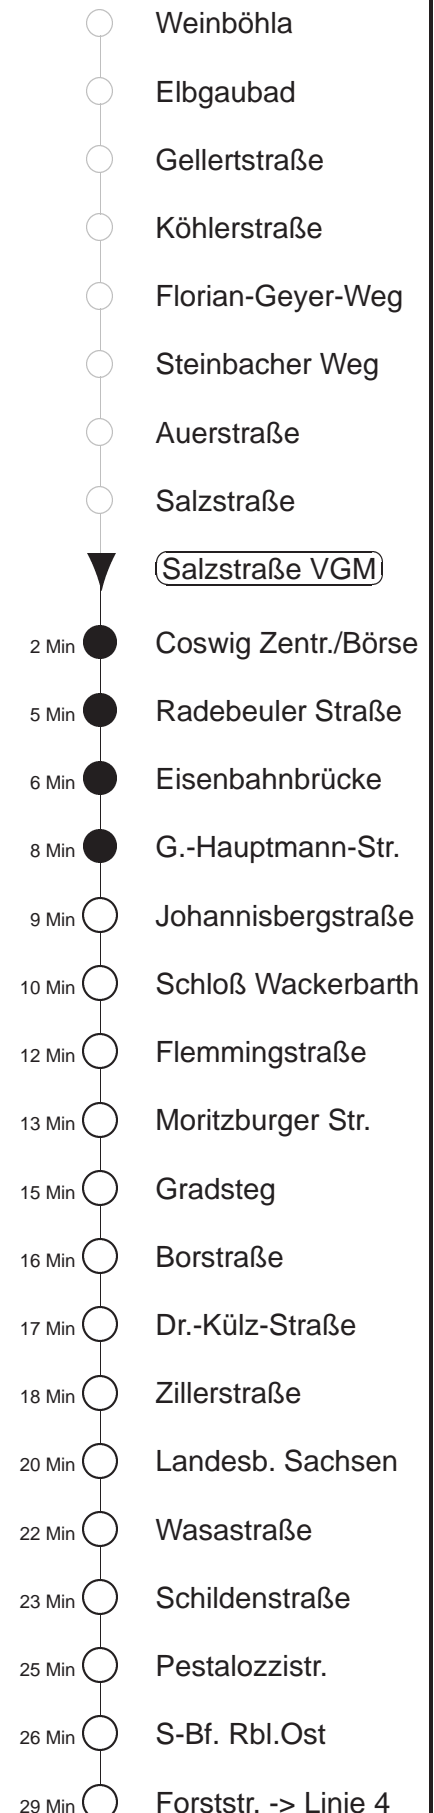 Weinböhla
Elbgaubad
Gellertstraße
Köhlerstraße
Florian-Geyer-Weg
Steinbacher Weg
Auerstraße
Salzstraße
Salzstraße VGM
2 Min Coswig Zentr./Börse
5 Min Radebeuler Straße
6 Min Eisenbahnbrücke
8 Min G.-Hauptmann-Str.
9 Min Johannisbergstraße
10 Min Schloß Wackerbarth
12 Min Flemmingstraße
13 Min Moritzburger Str.
15 Min Gradsteg
16 Min Borstraße
17 Min Dr.-Külz-Straße
18 Min Zillerstraße
20 Min Landesb. Sachsen
22 Min Wasastraße
23 Min Schildenstraße
25 Min Pestalozzistr.
26 Min S-Bf. Rbl.Ost
29 Min Forststr. -> Linie 4